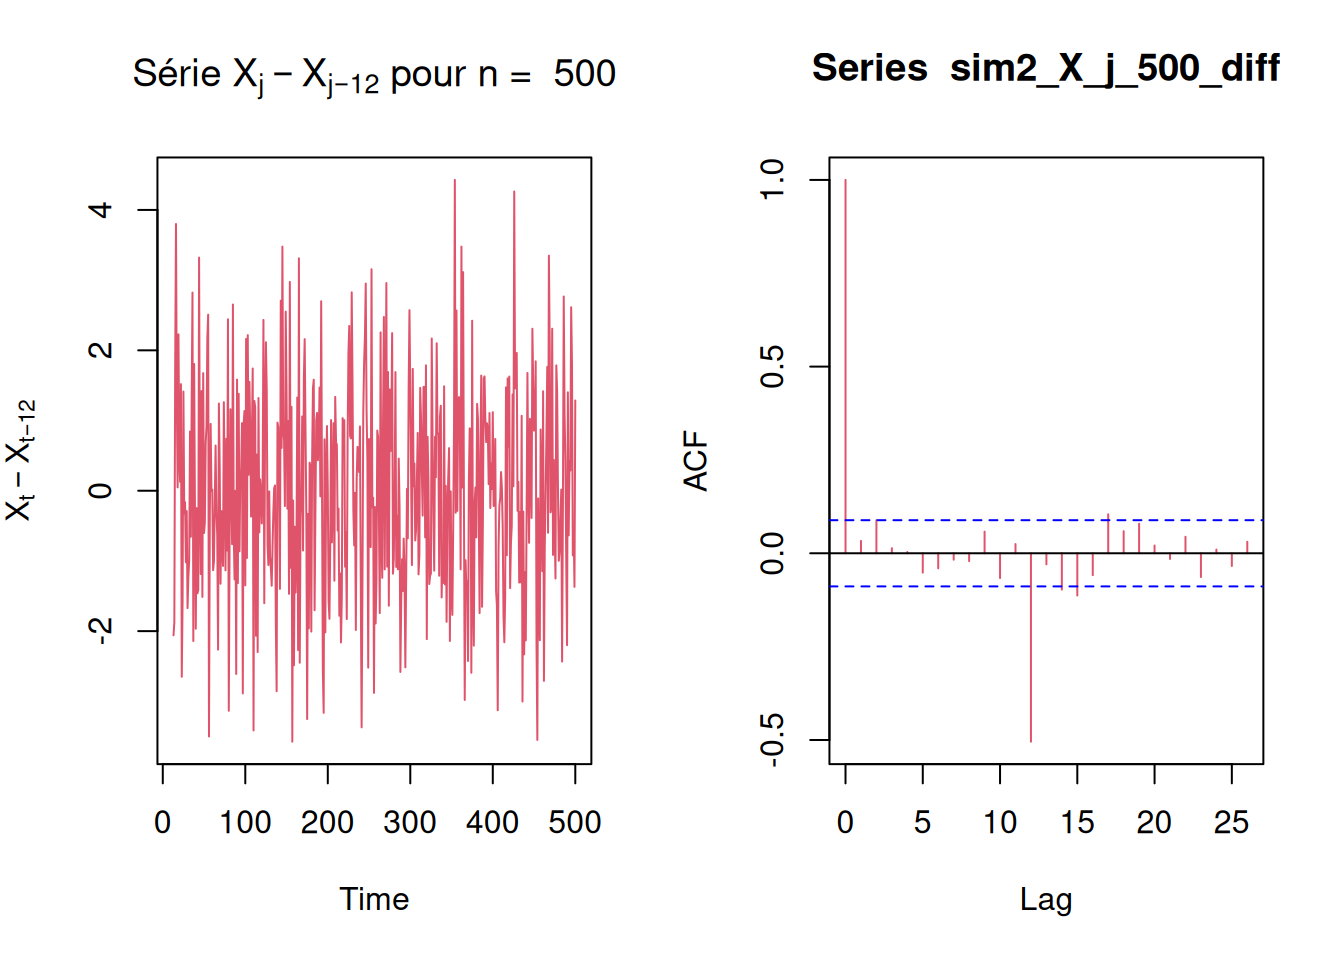 Série Xj − Xj−12 pour n = 500
Xt − Xt−12
4
2
0
-2
0 100 200 300 400 500
Time
Series sim2_X_j_500_diff
ACF
1.0
0.5
0.0
-0.5
0 5 10 15 20 25
Lag